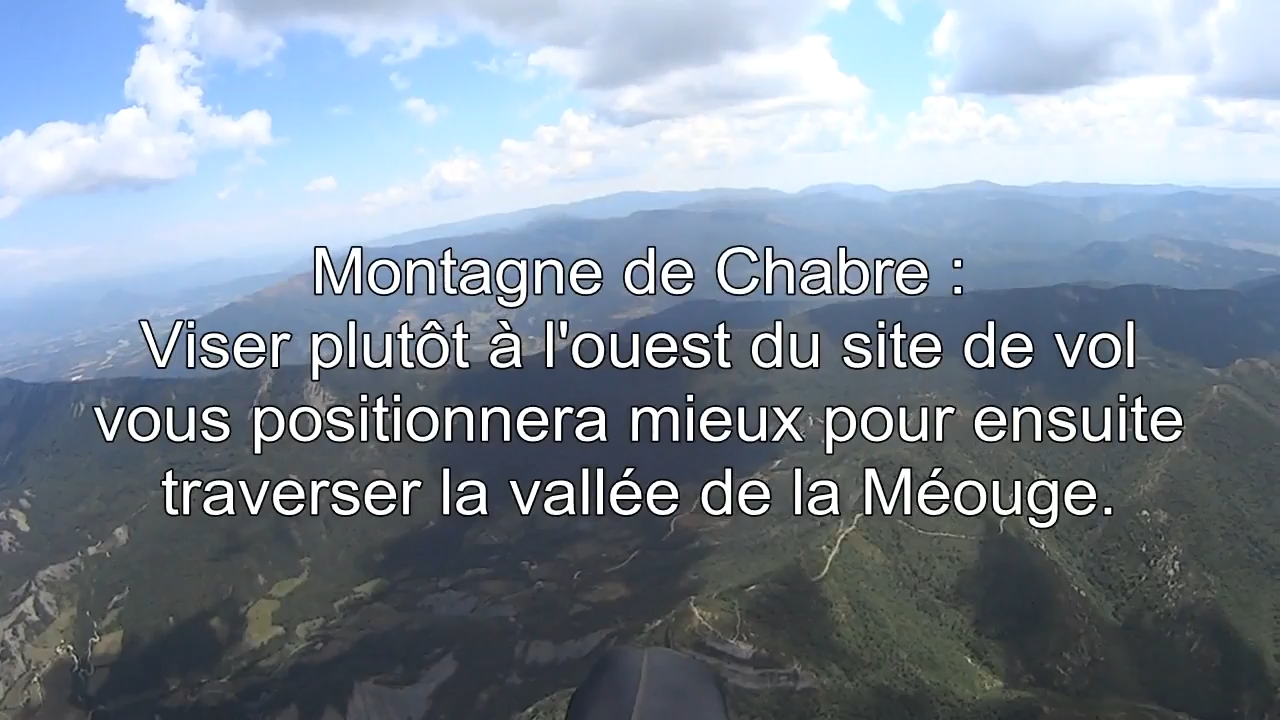 Montagne de Chabre :
Viser plutôt à l'ouest du site de vol
vous positionnera mieux pour ensuite
traverser la vallée de la Méouge.